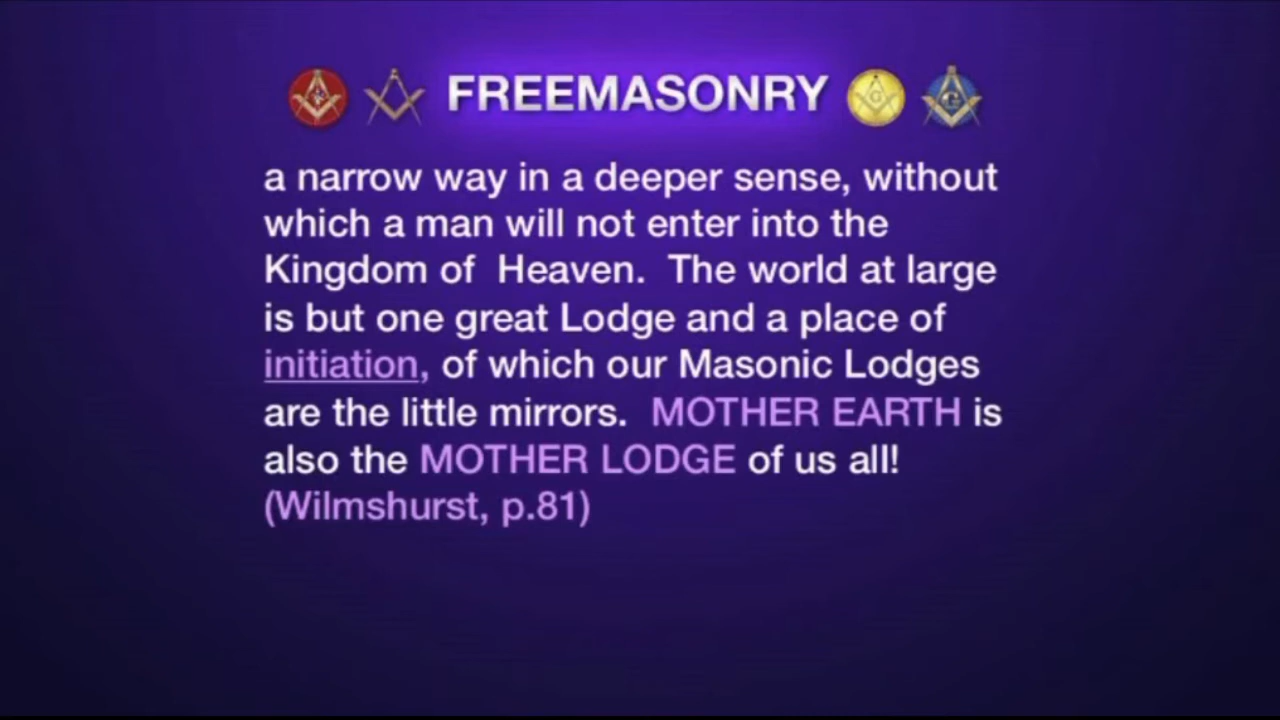 FREEMASONRY
a narrow way in a deeper sense, without
which a man will not enter into the
Kingdom of  Heaven.  The world at large
is but one great Lodge and a place of
initiation, of which our Masonic Lodges
are the little mirrors.  MOTHER EARTH is
also the MOTHER LODGE of us all!
(Wilmshurst, p.81)